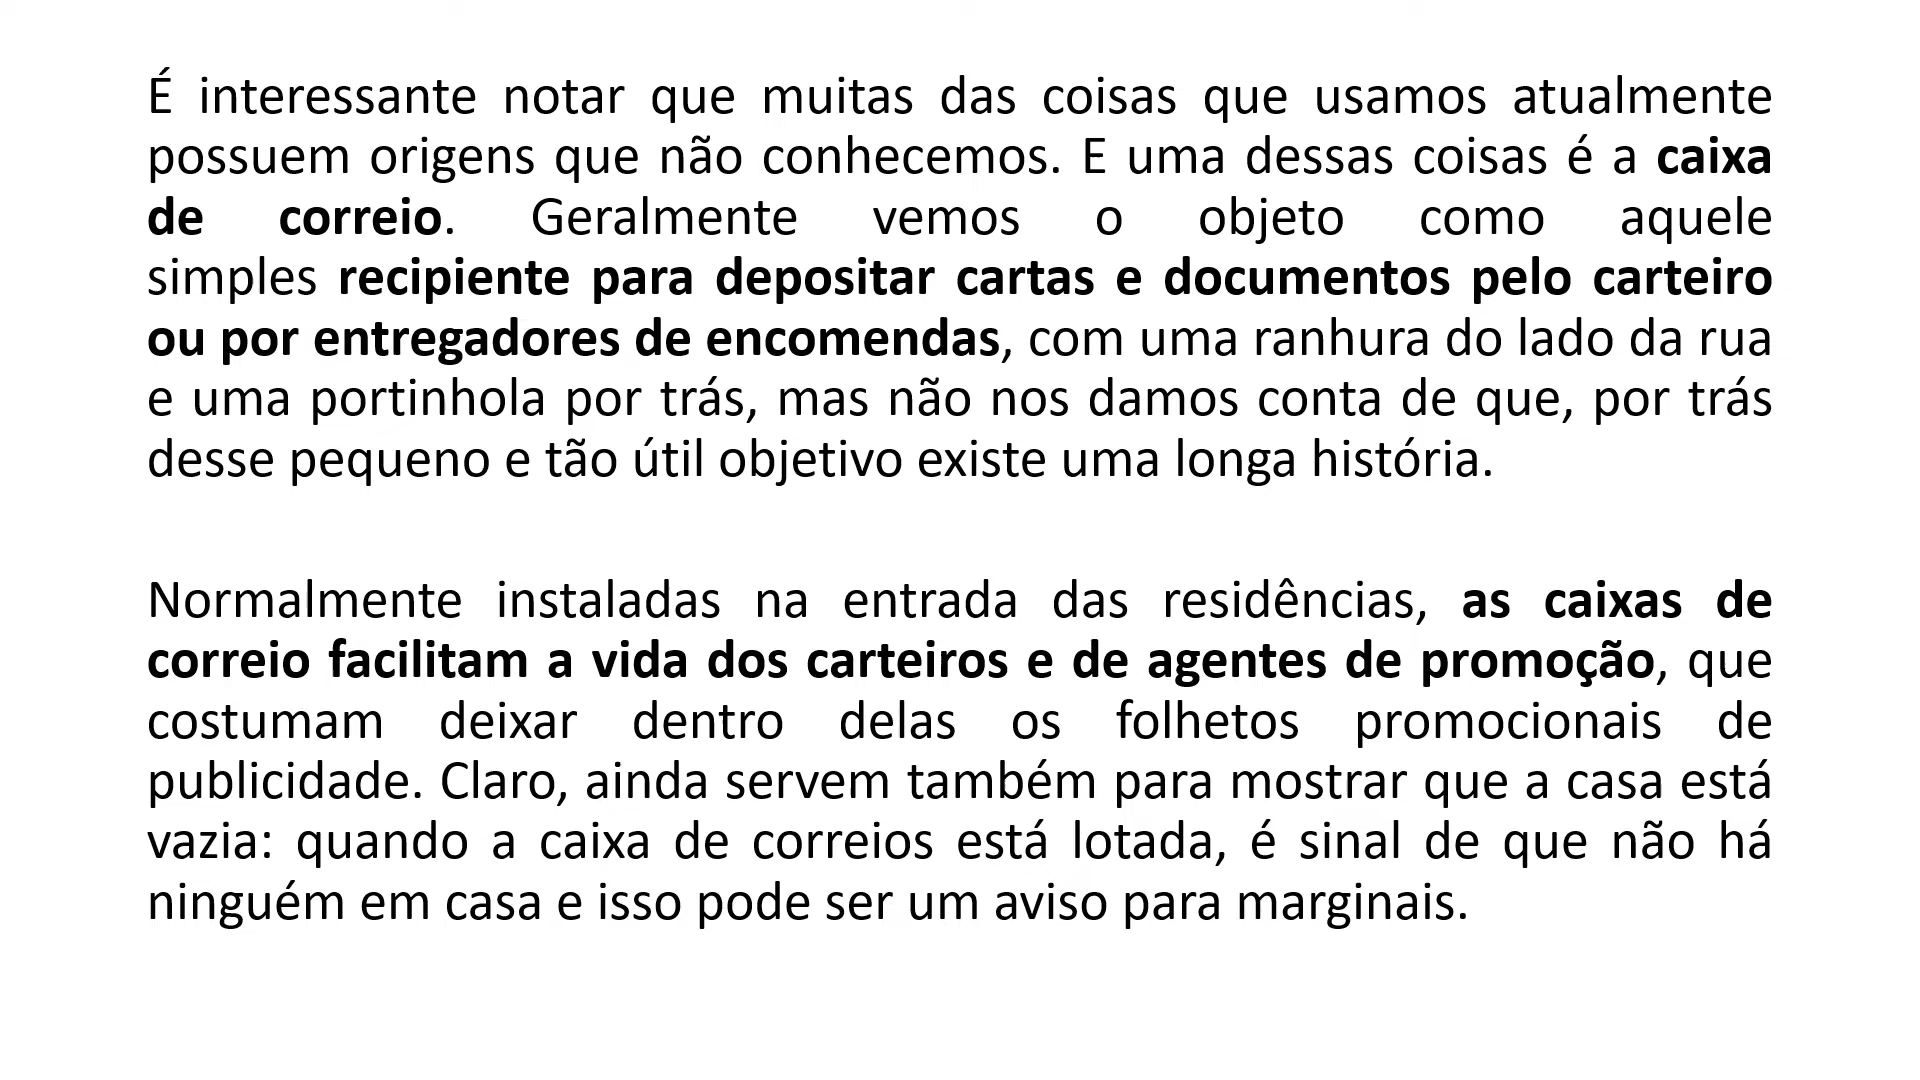 É interessante notar que muitas das coisas que usamos atualmente
possuem origens que não conhecemos. E uma dessas coisas é a caixa
de correio. Geralmente vemos o objeto como aquele
simples recipiente para depositar cartas e documentos pelo carteiro
ou por entregadores de encomendas, com uma ranhura do lado da rua
e uma portinhola por trás, mas não nos damos conta de que, por trás
desse pequeno e tão útil objetivo existe uma longa história.
Normalmente instaladas na entrada das residências, as caixas de
correio facilitam a vida dos carteiros e de agentes de promoção, que
costumam deixar dentro delas os folhetos promocionais de
publicidade. Claro, ainda servem também para mostrar que a casa está
vazia: quando a caixa de correios está lotada, é sinal de que não há
ninguém em casa e isso pode ser um aviso para marginais.